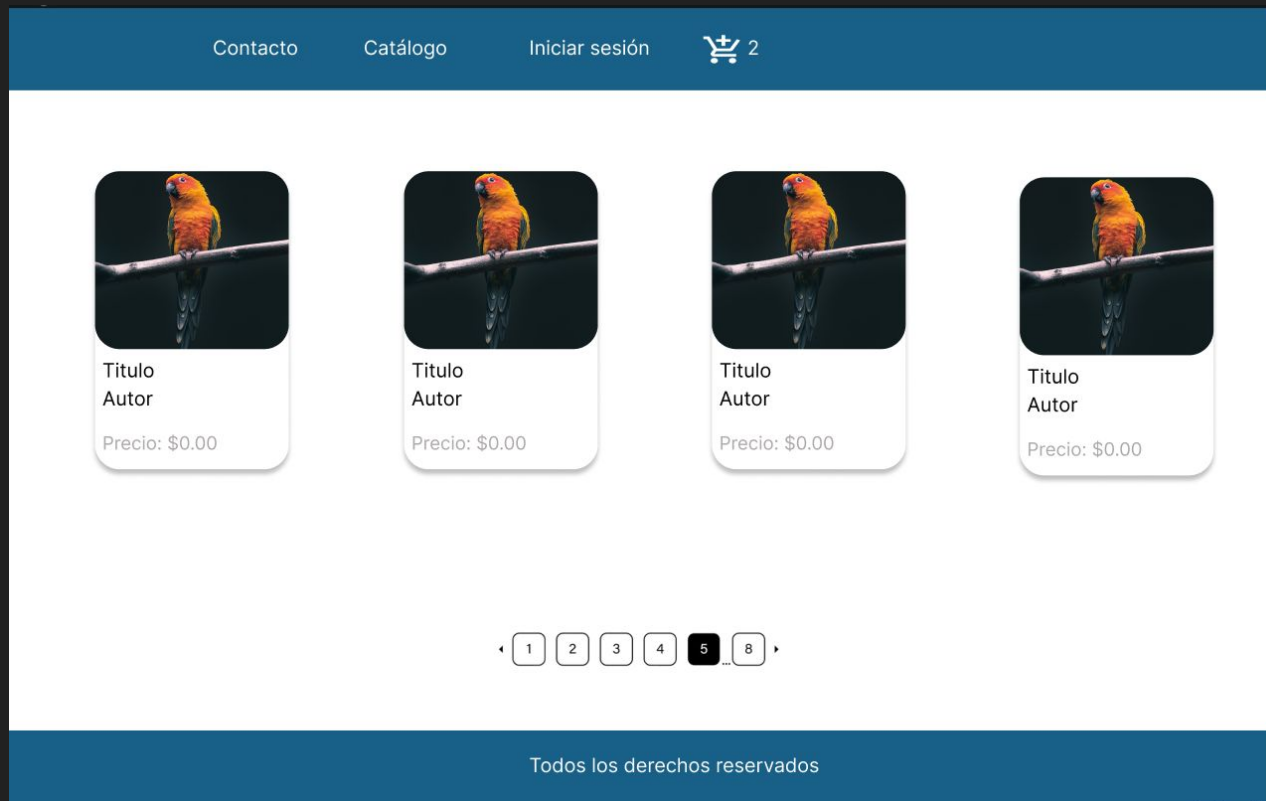 Contacto Catálogo Iniciar sesión 2
Titulo
Autor
Precio: $0.00
Titulo
Autor
Precio: $0.00
Titulo
Autor
Precio: $0.00
Titulo
Autor
Precio: $0.00
1 2 3 4 5 ... 8
Todos los derechos reservados